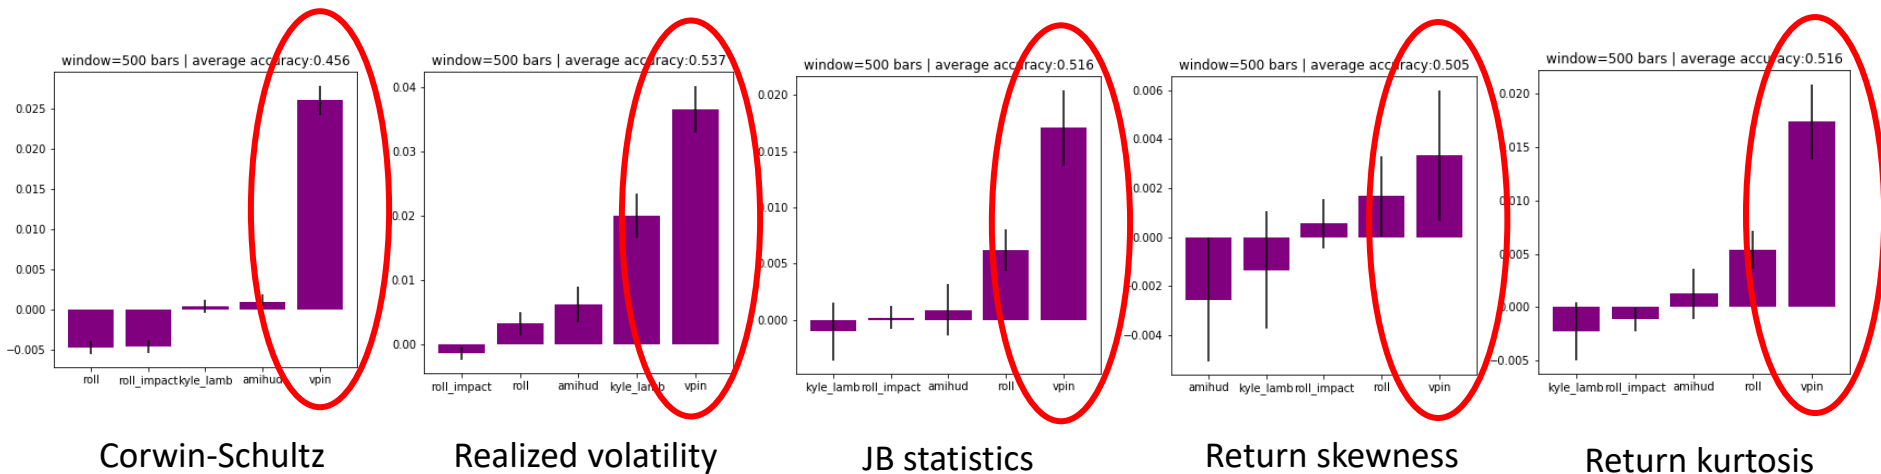 window=500 bars | average accuracy:0.456
0.025
0.020
0.015
0.010
0.005
0.000
−0.005
roll roll_impact kyle_lamb amihud vpin
Corwin-Schultz
window=500 bars | average accuracy:0.537
0.04
0.03
0.02
0.01
0.00
roll_impact roll amihud kyle_lamb vpin
Realized volatility
window=500 bars | average accuracy:0.516
0.020
0.015
0.010
0.005
0.000
kyle_lamb roll_impact amihud roll vpin
JB statistics
window=500 bars | average accuracy:0.505
0.006
0.004
0.002
0.000
−0.002
−0.004
amihud kyle_lamb roll_impact roll vpin
Return skewness
window=500 bars | average accuracy:0.516
0.020
0.015
0.010
0.005
0.000
−0.005
kyle_lamb roll_impact amihud roll vpin
Return kurtosis